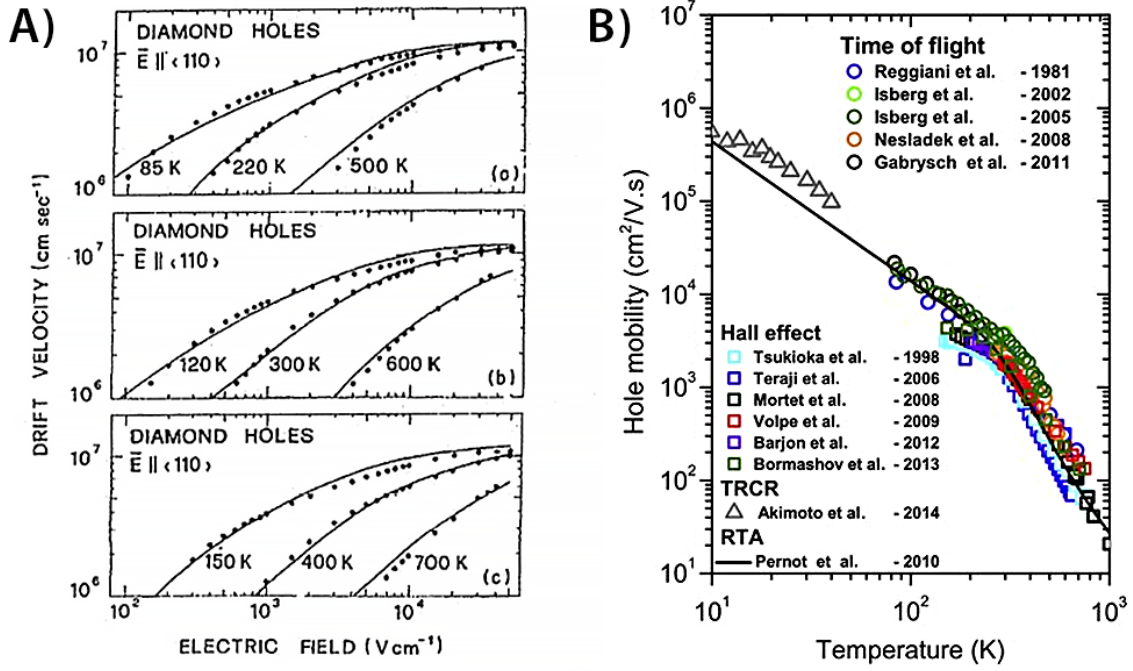 A)
DIAMOND HOLES
E̅ ∥ ⟨110⟩
10⁷
85 K
220 K
500 K
(a)
10⁶
DIAMOND HOLES
E̅ ∥ ⟨110⟩
10⁷
120 K
300 K
600 K
(b)
10⁶
DIAMOND HOLES
E̅ ∥ ⟨110⟩
10⁷
150 K
400 K
700 K
(c)
10⁶
10² 10³ 10⁴
DRIFT VELOCITY (cm sec⁻¹)
ELECTRIC FIELD (V cm⁻¹)
B)
10⁷
10⁶
10⁵
10⁴
10³
10²
10¹
Hole mobility (cm²/V.s)
Time of flight
Reggiani et al. - 1981
Isberg et al. - 2002
Isberg et al. - 2005
Nesladek et al. - 2008
Gabrysch et al. - 2011
Hall effect
Tsukioka et al. - 1998
Teraji et al. - 2006
Mortet et al. - 2008
Volpe et al. - 2009
Barjon et al. - 2012
Bormashov et al. - 2013
TRCR
Akimoto et al. - 2014
RTA
Pernot et al. - 2010
10¹ 10² 10³
Temperature (K)